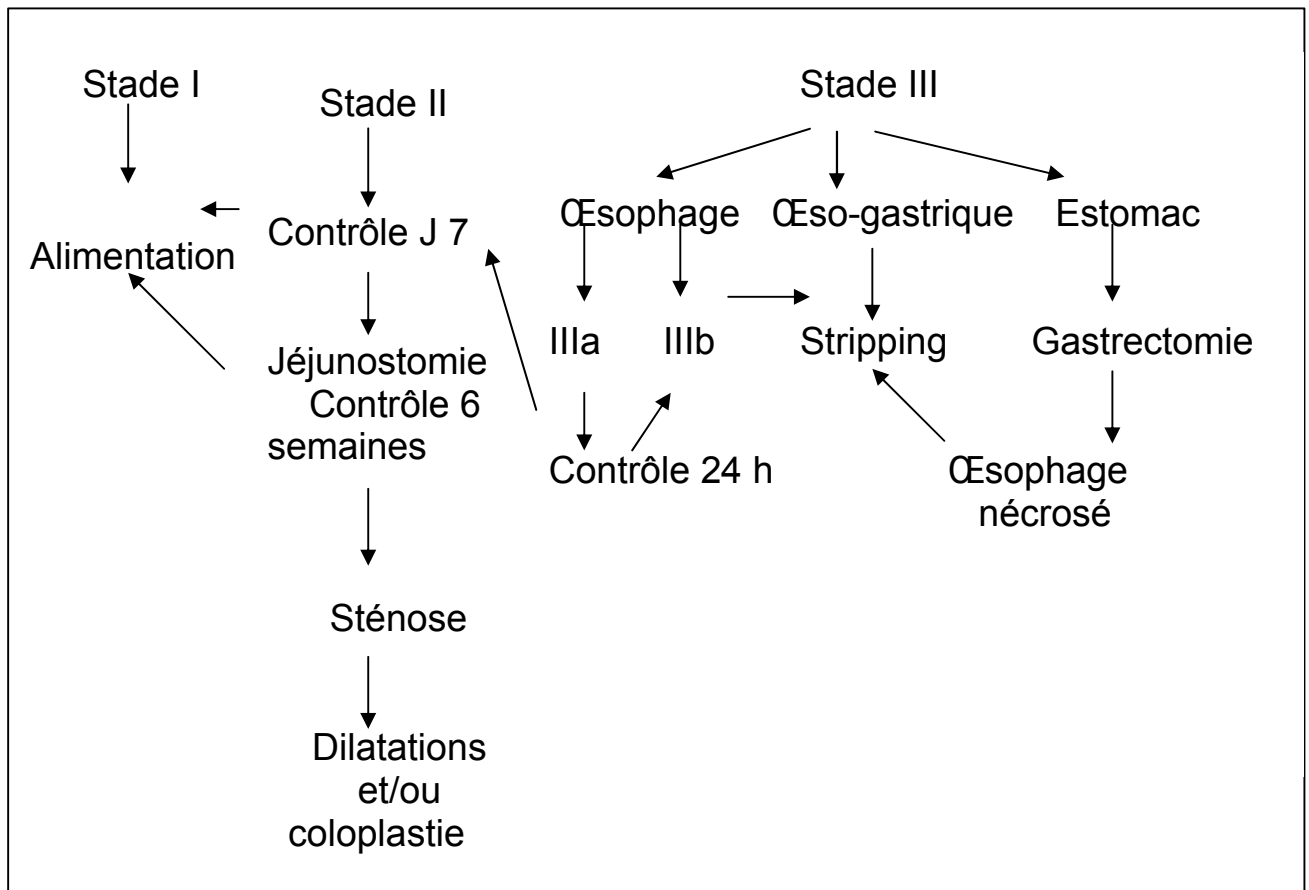 Stade I
Stade II
Stade III
Alimentation
Contrôle J 7
Œsophage
Œso-gastrique
Estomac
Jéjunostomie
Contrôle 6
semaines
IIIa
IIIb
Stripping
Gastrectomie
Contrôle 24 h
Œsophage
nécrosé
Sténose
Dilatations
et/ou
coloplastie